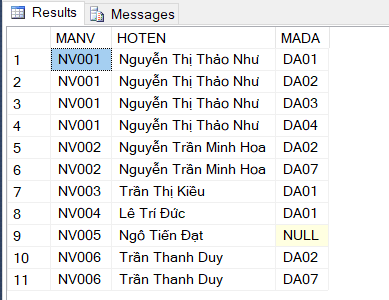 Results Messages
MANV HOTEN MADA
1 NV001 Nguyễn Thị Thảo Như DA01
2 NV001 Nguyễn Thị Thảo Như DA02
3 NV001 Nguyễn Thị Thảo Như DA03
4 NV001 Nguyễn Thị Thảo Như DA04
5 NV002 Nguyễn Trần Minh Họa DA02
6 NV002 Nguyễn Trần Minh Họa DA07
7 NV003 Trần Thị Kiều DA01
8 NV004 Lê Trí Đức DA01
9 NV005 Ngô Tiến Đạt NULL
10 NV006 Trần Thanh Duy DA02
11 NV006 Trần Thanh Duy DA07